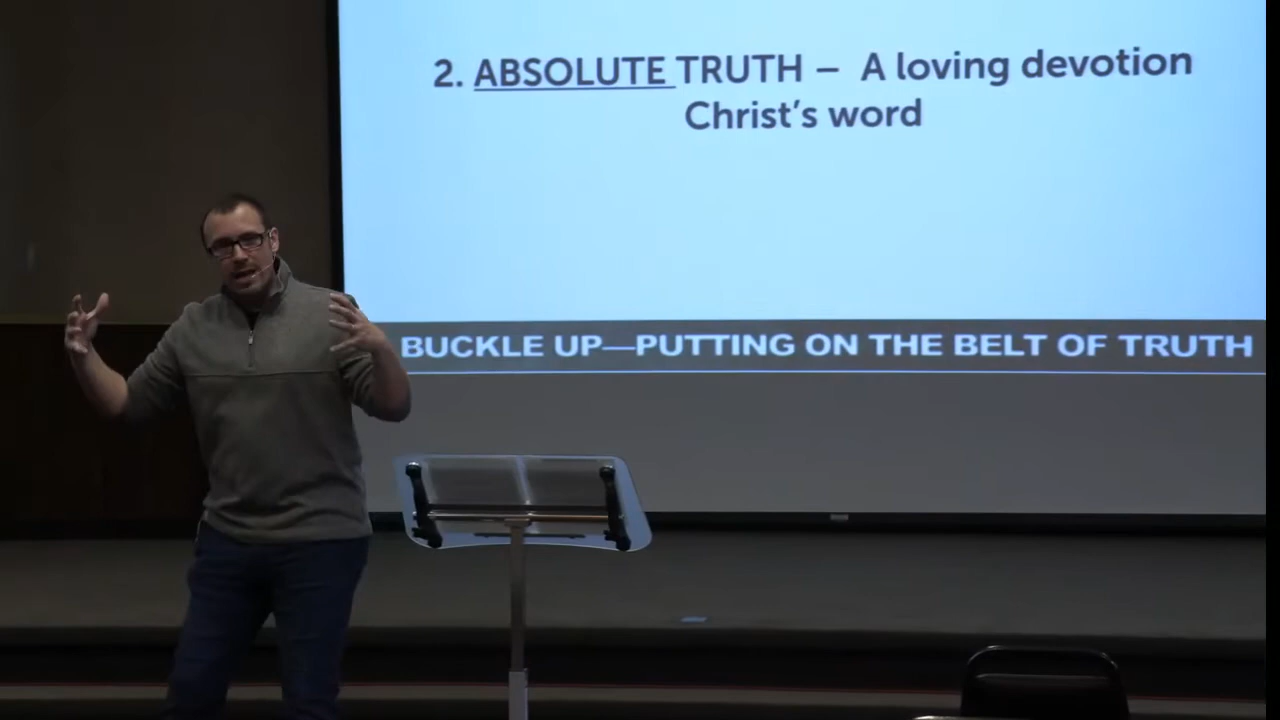 2. ABSOLUTE TRUTH – A loving devotion
Christ's word
BUCKLE UP—PUTTING ON THE BELT OF TRUTH